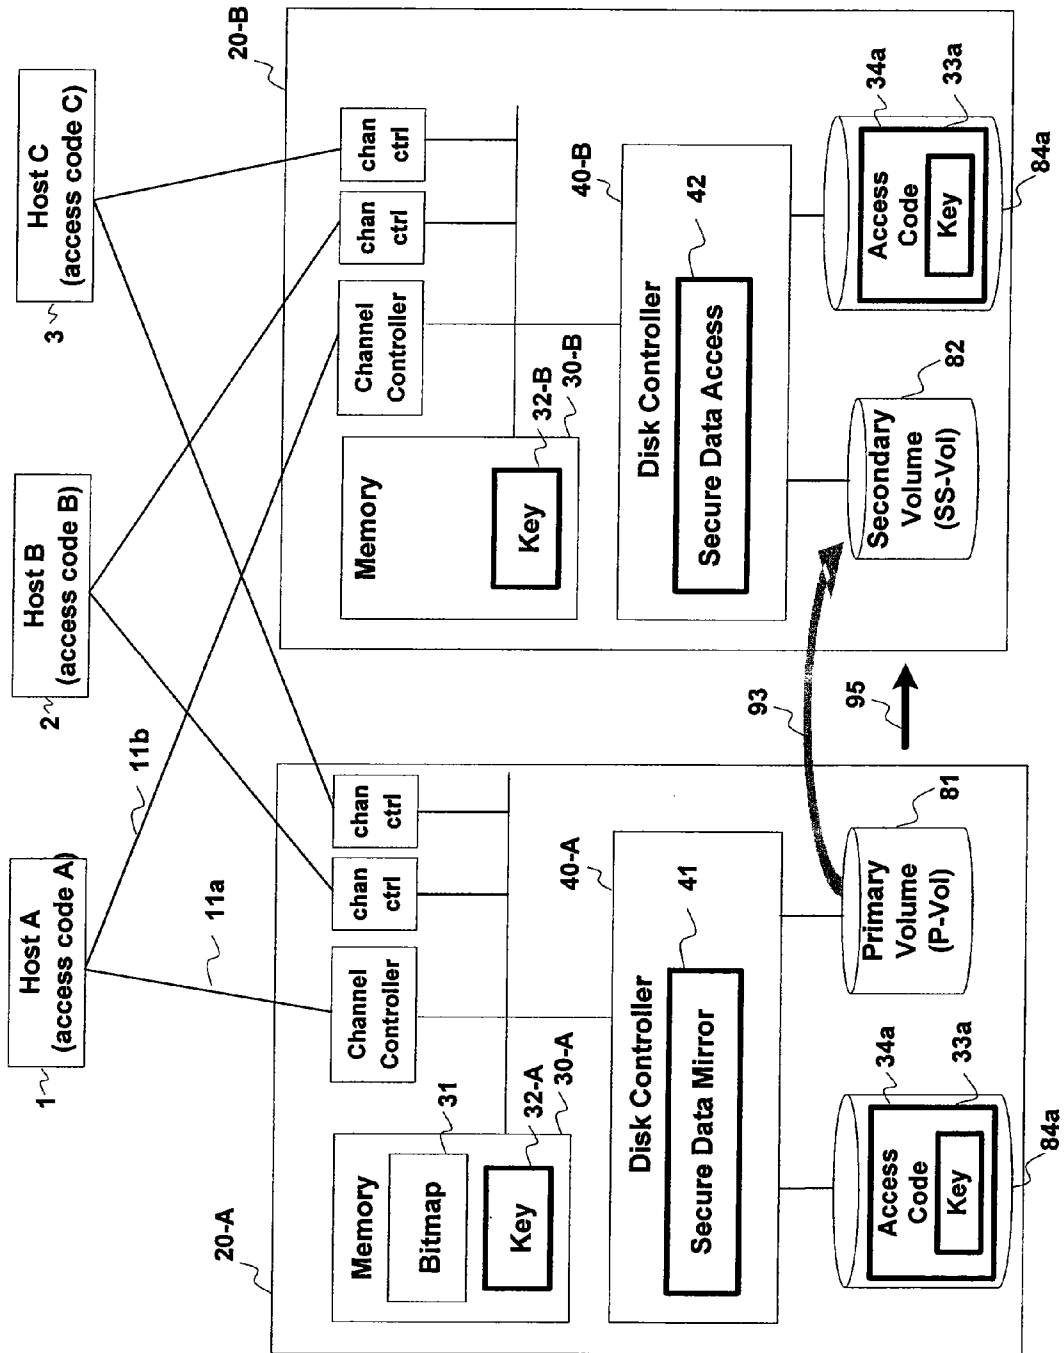 Host A
(access code A)
1
Host B
(access code B)
2
Host C
(access code C)
3
11a
11b
20-A
Memory
Bitmap
31
Key
32-A
30-A
Channel
Controller
chan
ctrl
chan
ctrl
Disk Controller
40-A
Secure Data Mirror
41
Access
Code
Key
34a
33a
84a
Primary
Volume
(P-Vol)
81
93
95
20-B
Memory
Key
32-B
30-B
Channel
Controller
chan
ctrl
chan
ctrl
Disk Controller
40-B
Secure Data Access
42
Secondary
Volume
(SS-Vol)
82
Access
Code
Key
34a
33a
84a